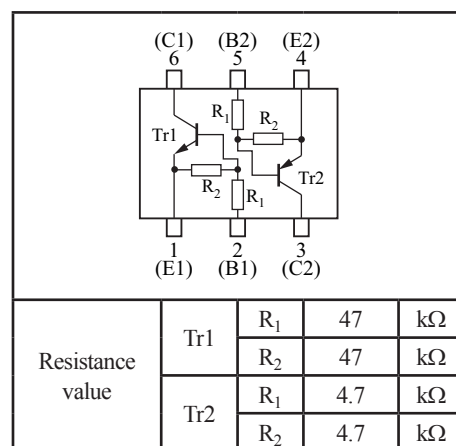 (C1) (B2) (E2)
6 5 4
R₁
R₂
Tr1
Tr2
R₂
R₁
1 2 3
(E1) (B1) (C2)
Resistance value
Tr1
R₁ 47 kΩ
R₂ 47 kΩ
Tr2
R₁ 4.7 kΩ
R₂ 4.7 kΩ